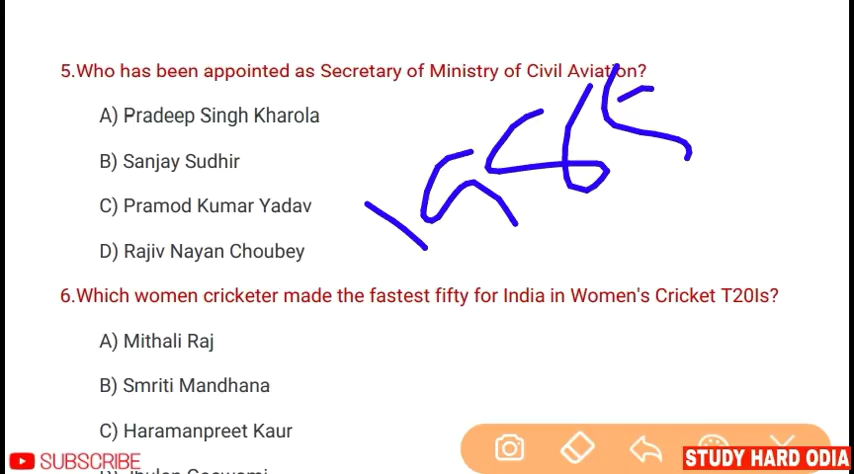 5.Who has been appointed as Secretary of Ministry of Civil Aviation?
A) Pradeep Singh Kharola
B) Sanjay Sudhir
C) Pramod Kumar Yadav
D) Rajiv Nayan Choubey
6.Which women cricketer made the fastest fifty for India in Women's Cricket T20Is?
A) Mithali Raj
B) Smriti Mandhana
C) Haramanpreet Kaur
SUBSCRIBE
STUDY HARD ODIA